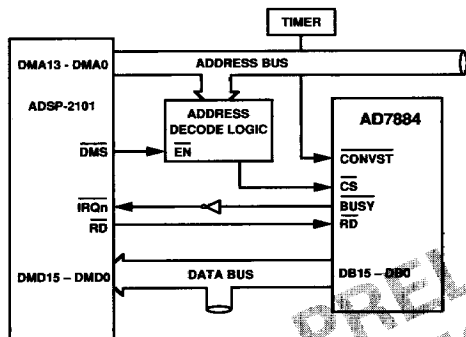 TIMER
DMA13 - DMA0
ADDRESS BUS
ADSP-2101
ADDRESS
DECODE LOGIC
EN
AD7884
DMS
CONVST
CS
IRQn
BUSY
RD
RD
DMD15 – DMD0
DATA BUS
DB15 – DB0
PREL